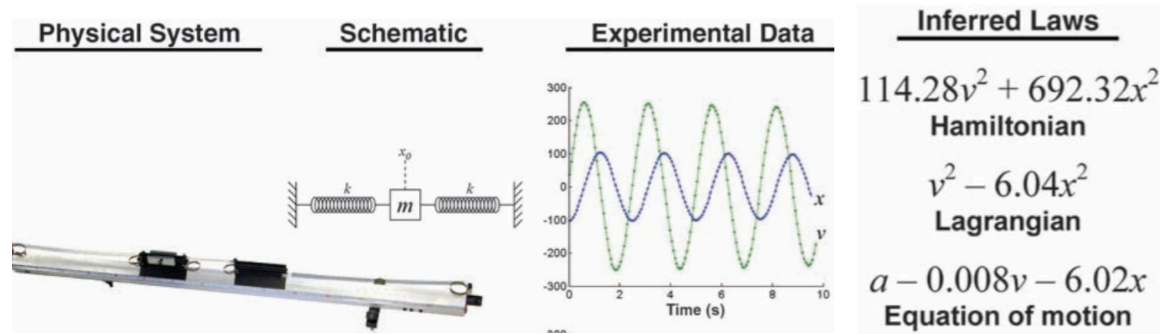 Physical System
Schematic
Experimental Data
Inferred Laws
x₀
k
k
m
300
200
100
0
-100
-200
-300
x
v
0
2
4
6
8
10
Time (s)
114.28v² + 692.32x²
Hamiltonian
v² – 6.04x²
Lagrangian
a – 0.008v – 6.02x
Equation of motion